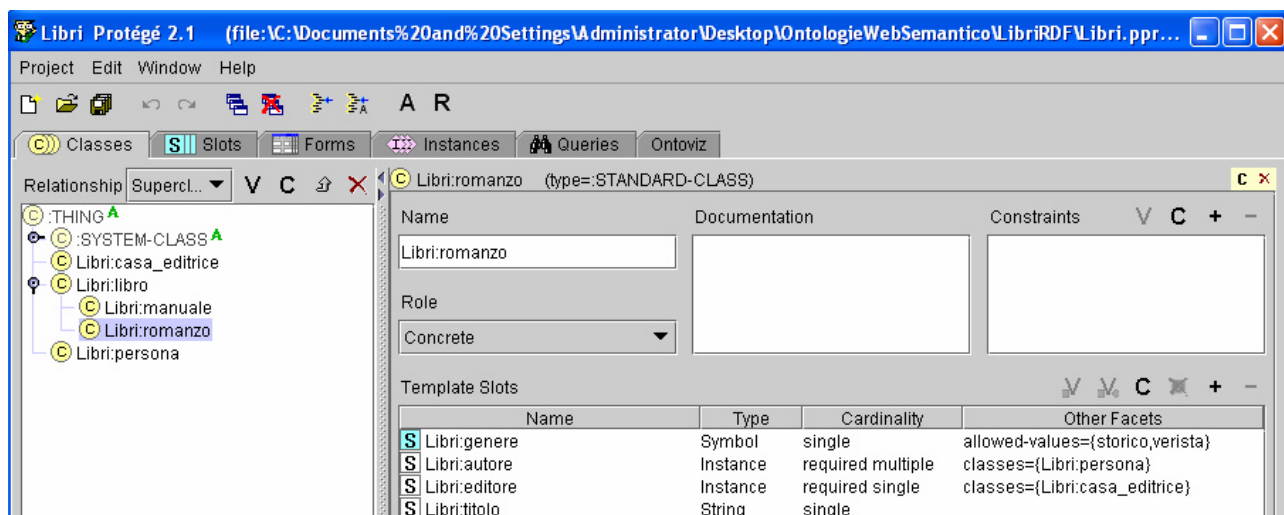 Libri Protégé 2.1 (file:\C:\Documents%20and%20Settings\Administrator\Desktop\OntologieWebSemantico\LibriRDF\Libri.ppr...
Project Edit Window Help
A R
C Classes S Slots Forms Instances Queries Ontoviz
Relationship Supercl... V C
C :THING A
C :SYSTEM-CLASS A
C Libri:casa_editrice
C Libri:libro
C Libri:manuale
C Libri:romanzo
C Libri:persona
C Libri:romanzo (type=:STANDARD-CLASS) C ×
Name Documentation Constraints V C + −
Libri:romanzo
Role
Concrete
Template Slots V V C + −
Name Type Cardinality Other Facets
S Libri:genere Symbol single allowed-values={storico,verista}
S Libri:autore Instance required multiple classes={Libri:persona}
S Libri:editore Instance required single classes={Libri:casa_editrice}
S Libri:titolo String single